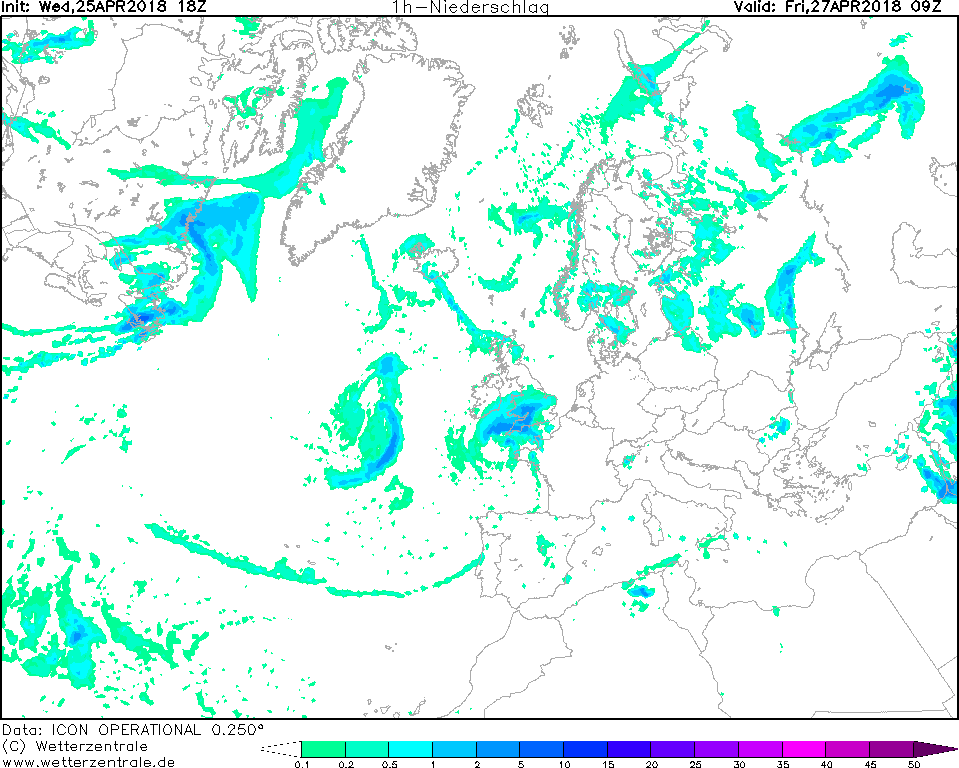 Init: Wed,25APR2018 18Z 1h-Niederschlag Valid: Fri,27APR2018 09Z
Data: ICON OPERATIONAL 0.250°
(C) Wetterzentrale
www.wetterzentrale.de
0.1 0.2 0.5 1 2 5 10 15 20 25 30 35 40 45 50